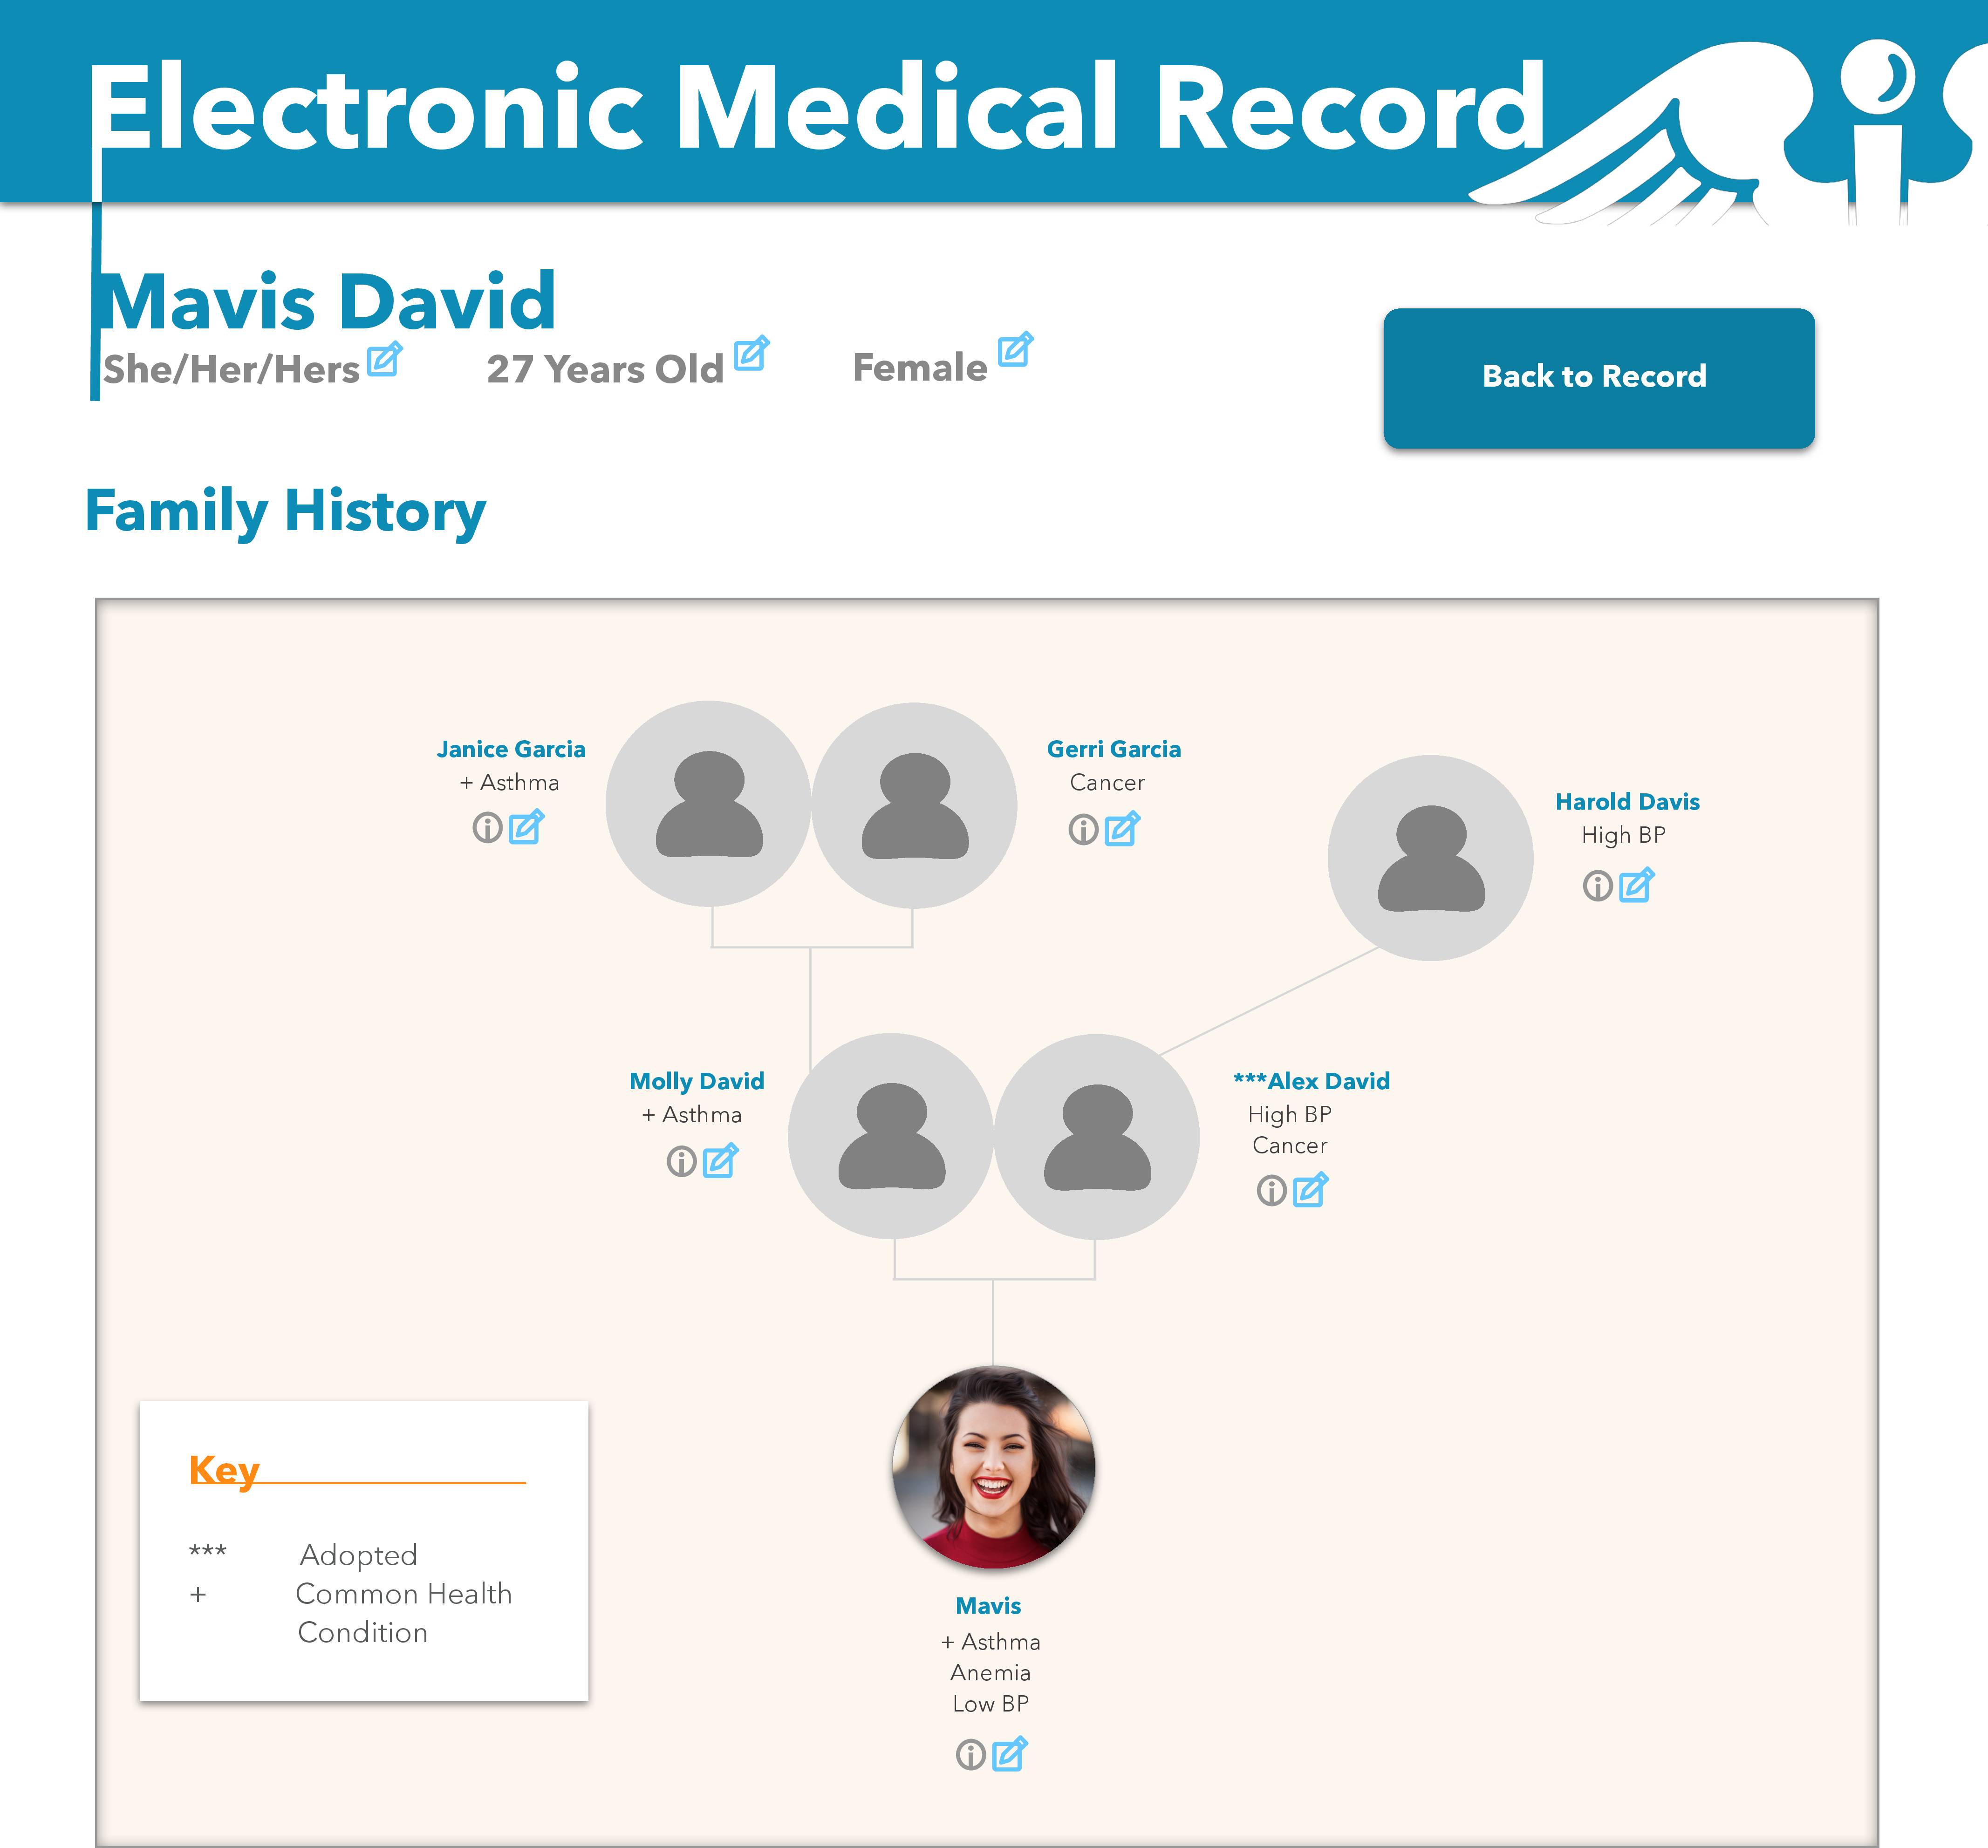 Electronic Medical Record
Mavis David
She/Her/Hers 27 Years Old Female
Back to Record
Family History
Janice Garcia
+ Asthma
Gerri Garcia
Cancer
Harold Davis
High BP
Molly David
+ Asthma
***Alex David
High BP
Cancer
Key
*** Adopted
+ Common Health
Condition
Mavis
+ Asthma
Anemia
Low BP